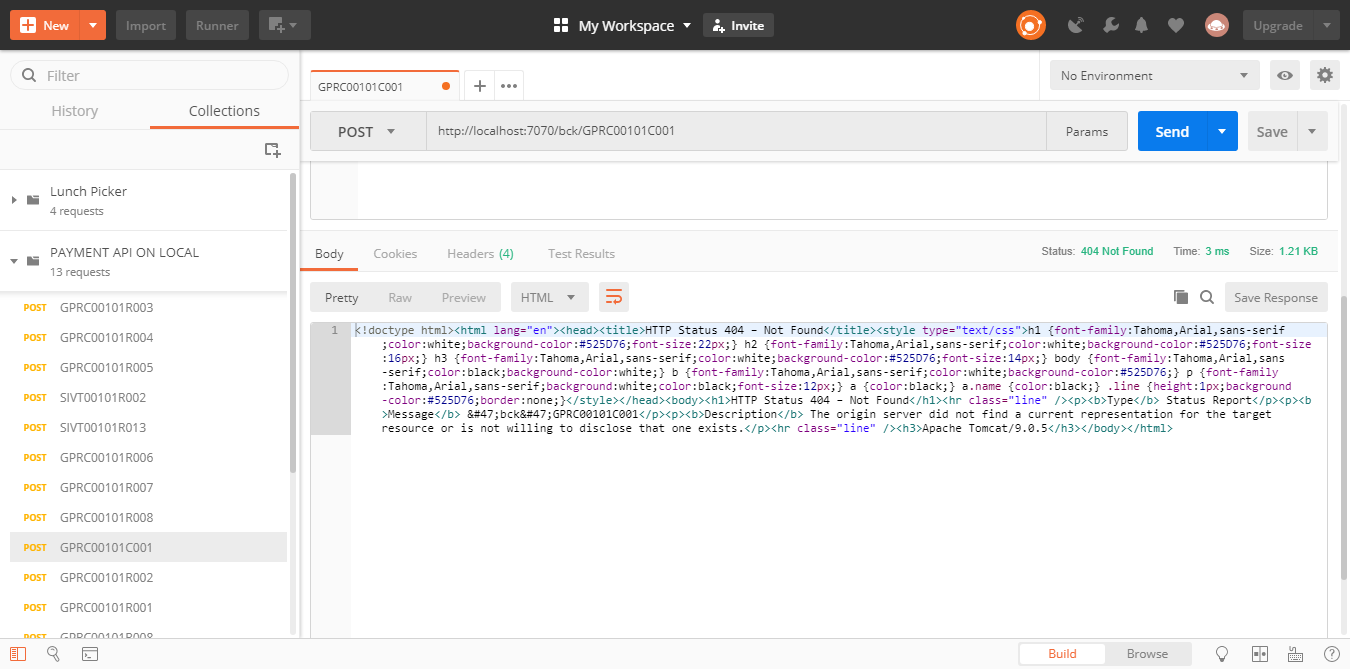 New
Import
Runner
My Workspace
Invite
Upgrade
Filter
History
Collections
Lunch Picker
4 requests
PAYMENT API ON LOCAL
13 requests
POST GPRC00101R003
POST GPRC00101R004
POST GPRC00101R005
POST SIVT00101R002
POST SIVT00101R013
POST GPRC00101R006
POST GPRC00101R007
POST GPRC00101R008
POST GPRC00101C001
POST GPRC00101R002
POST GPRC00101R001
POST GPRC00101R008
GPRC00101C001
No Environment
POST http://localhost:7070/bck/GPRC00101C001 Params Send Save
Body Cookies Headers (4) Test Results Status: 404 Not Found Time: 3 ms Size: 1.21 KB
Pretty Raw Preview HTML Save Response
1 <!doctype html><html lang="en"><head><title>HTTP Status 404 – Not Found</title><style type="text/css">h1 {font-family:Tahoma,Arial,sans-serif
;color:white;background-color:#525D76;font-size:22px;} h2 {font-family:Tahoma,Arial,sans-serif;color:white;background-color:#525D76;font-size
:16px;} h3 {font-family:Tahoma,Arial,sans-serif;color:white;background-color:#525D76;font-size:14px;} body {font-family:Tahoma,Arial,sans
-serif;color:black;background-color:white;} b {font-family:Tahoma,Arial,sans-serif;color:white;background-color:#525D76;} p {font-family
:Tahoma,Arial,sans-serif;background:white;color:black;font-size:12px;} a {color:black;} a.name {color:black;} .line {height:1px;background
-color:#525D76;border:none;}</style></head><body><h1>HTTP Status 404 – Not Found</h1><hr class="line" /><p><b>Type</b> Status Report</p><p><b
>Message</b> &#47;bck&#47;GPRC00101C001</p><p><b>Description</b> The origin server did not find a current representation for the target
resource or is not willing to disclose that one exists.</p><hr class="line" /><h3>Apache Tomcat/9.0.5</h3></body></html>
Build
Browse